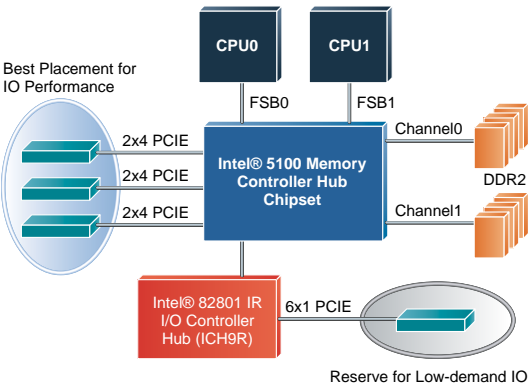 CPU0
CPU1
Best Placement for
IO Performance
FSB0
FSB1
2x4 PCIE
2x4 PCIE
2x4 PCIE
Intel® 5100 Memory
Controller Hub
Chipset
Channel0
DDR2
Channel1
Intel® 82801 IR
I/O Controller
Hub (ICH9R)
6x1 PCIE
Reserve for Low-demand IO